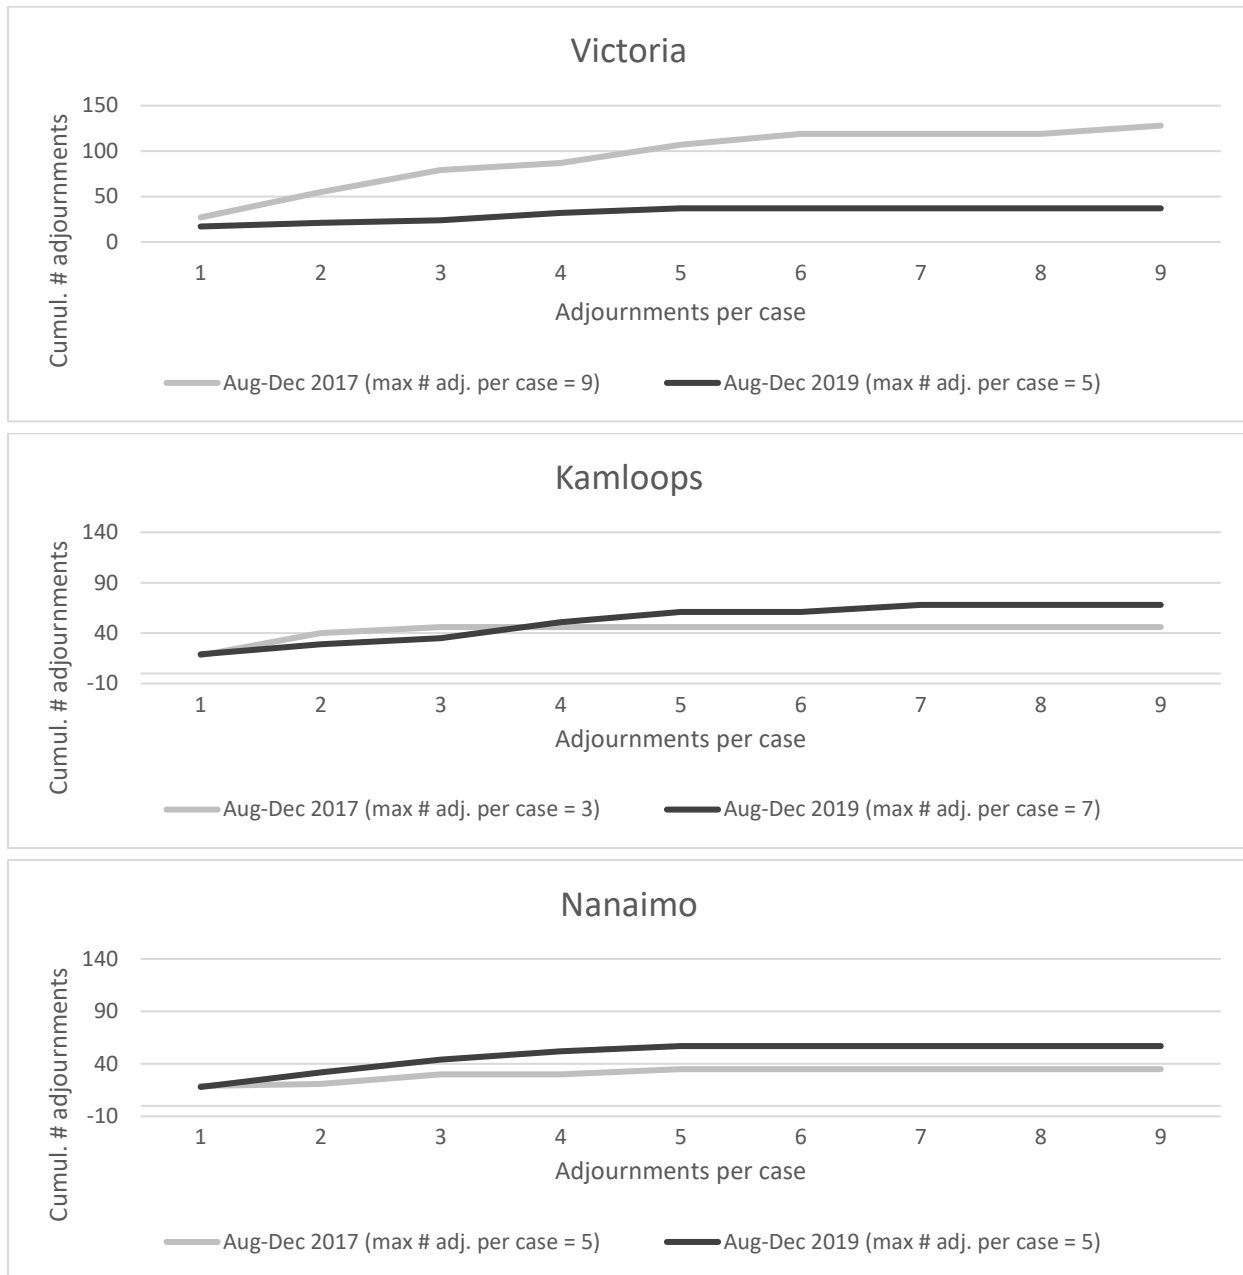 Victoria
Cumul. # adjournments
150
100
50
0
1 2 3 4 5 6 7 8 9
Adjournments per case
Aug-Dec 2017 (max # adj. per case = 9) Aug-Dec 2019 (max # adj. per case = 5)
Kamloops
Cumul. # adjournments
140
90
40
-10
1 2 3 4 5 6 7 8 9
Adjournments per case
Aug-Dec 2017 (max # adj. per case = 3) Aug-Dec 2019 (max # adj. per case = 7)
Nanaimo
Cumul. # adjournments
140
90
40
-10
1 2 3 4 5 6 7 8 9
Adjournments per case
Aug-Dec 2017 (max # adj. per case = 5) Aug-Dec 2019 (max # adj. per case = 5)